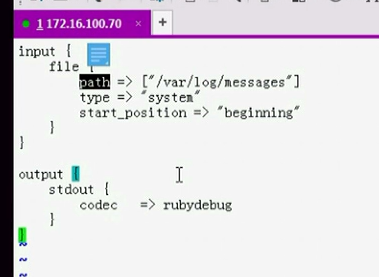 1 172.16.100.70 × +
input {
    file {
        path => ["/var/log/messages"]
        type => "system"
        start_position => "beginning"
    }
}

output {
    stdout {
        codec   => rubydebug
    }
}
~
~
~